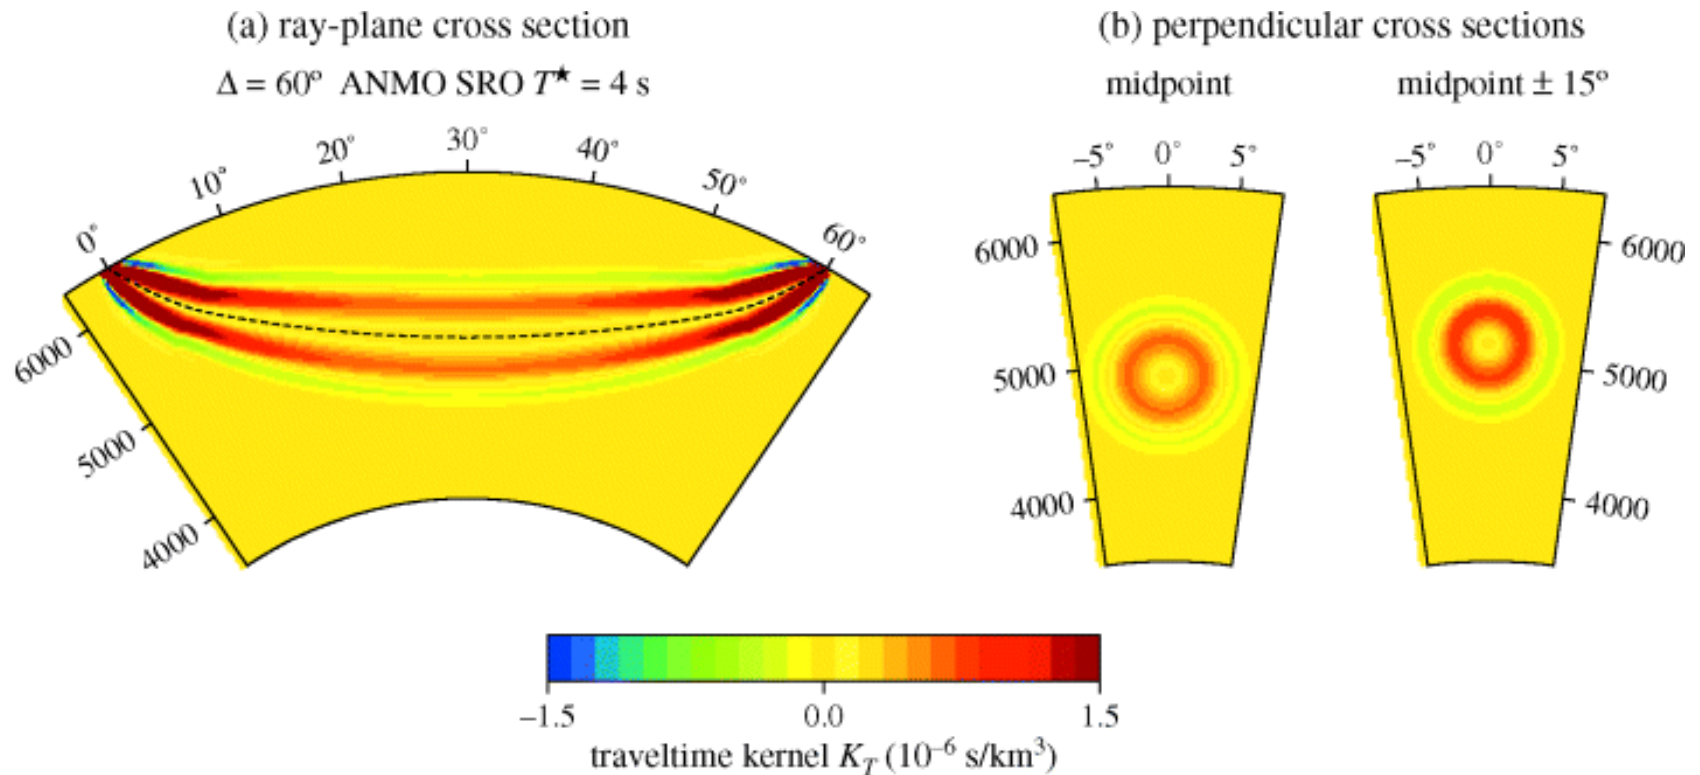 (a) ray-plane cross section
Δ = 60° ANMO SRO T★ = 4 s
0° 10° 20° 30° 40° 50° 60°
6000
5000
4000
(b) perpendicular cross sections
midpoint
−5° 0° 5°
6000
5000
4000
midpoint ± 15°
−5° 0° 5°
6000
5000
4000
−1.5 0.0 1.5
traveltime kernel K_T (10⁻⁶ s/km³)